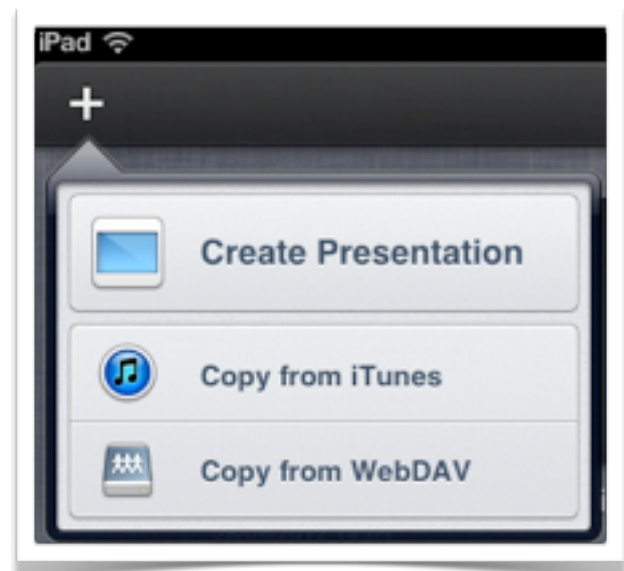 iPad
+
Create Presentation
Copy from iTunes
Copy from WebDAV